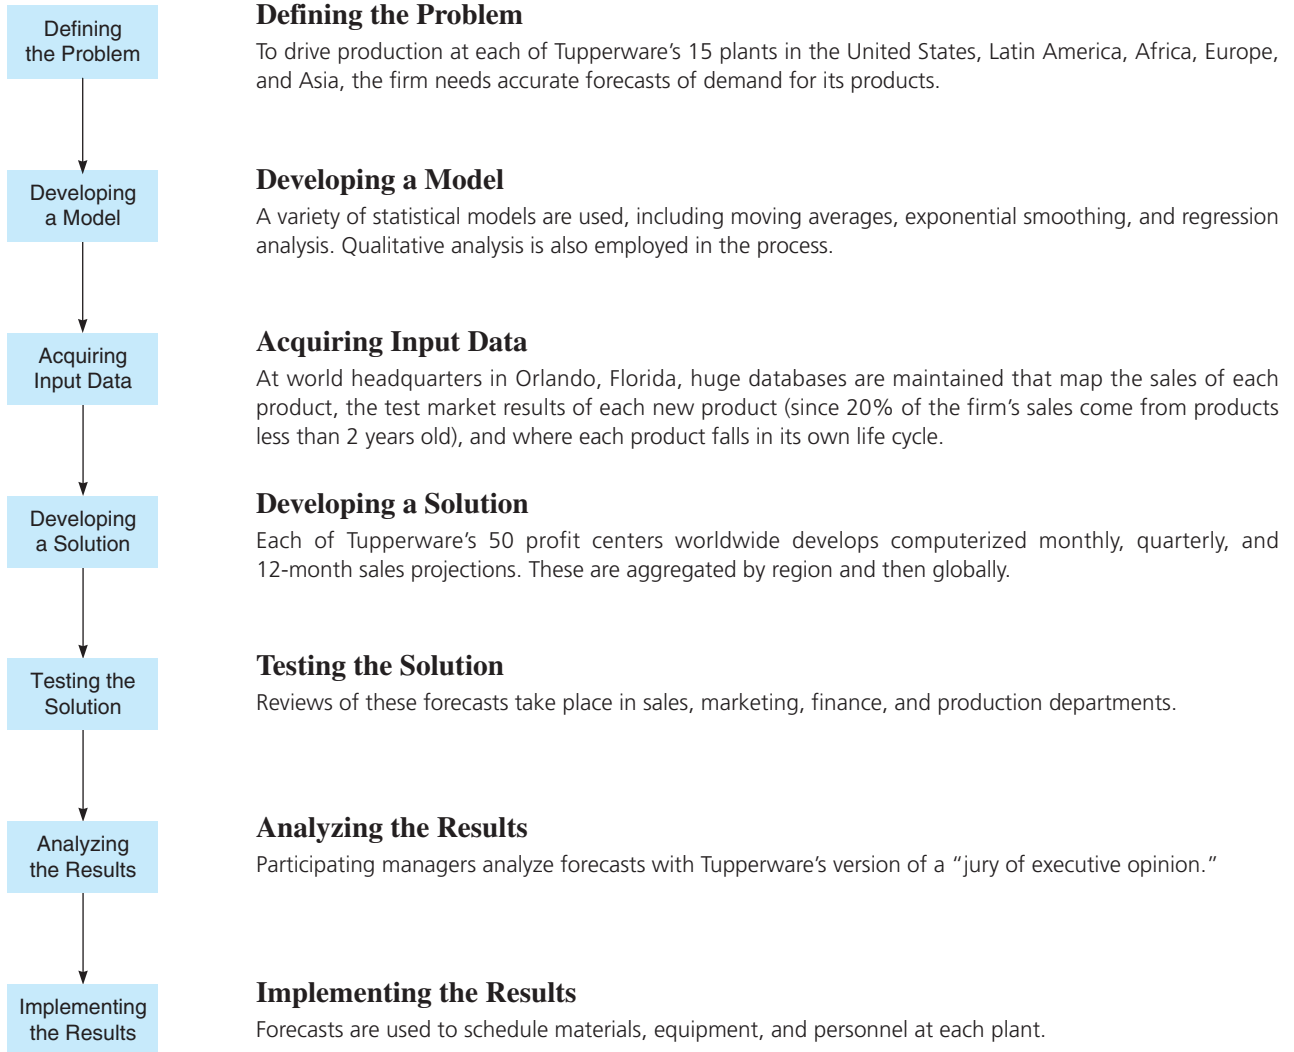 Defining
the Problem
Defining the Problem
To drive production at each of Tupperware’s 15 plants in the United States, Latin America, Africa, Europe,
and Asia, the firm needs accurate forecasts of demand for its products.
Developing
a Model
Developing a Model
A variety of statistical models are used, including moving averages, exponential smoothing, and regression
analysis. Qualitative analysis is also employed in the process.
Acquiring
Input Data
Acquiring Input Data
At world headquarters in Orlando, Florida, huge databases are maintained that map the sales of each
product, the test market results of each new product (since 20% of the firm’s sales come from products
less than 2 years old), and where each product falls in its own life cycle.
Developing
a Solution
Developing a Solution
Each of Tupperware’s 50 profit centers worldwide develops computerized monthly, quarterly, and
12-month sales projections. These are aggregated by region and then globally.
Testing the
Solution
Testing the Solution
Reviews of these forecasts take place in sales, marketing, finance, and production departments.
Analyzing
the Results
Analyzing the Results
Participating managers analyze forecasts with Tupperware’s version of a “jury of executive opinion.”
Implementing
the Results
Implementing the Results
Forecasts are used to schedule materials, equipment, and personnel at each plant.